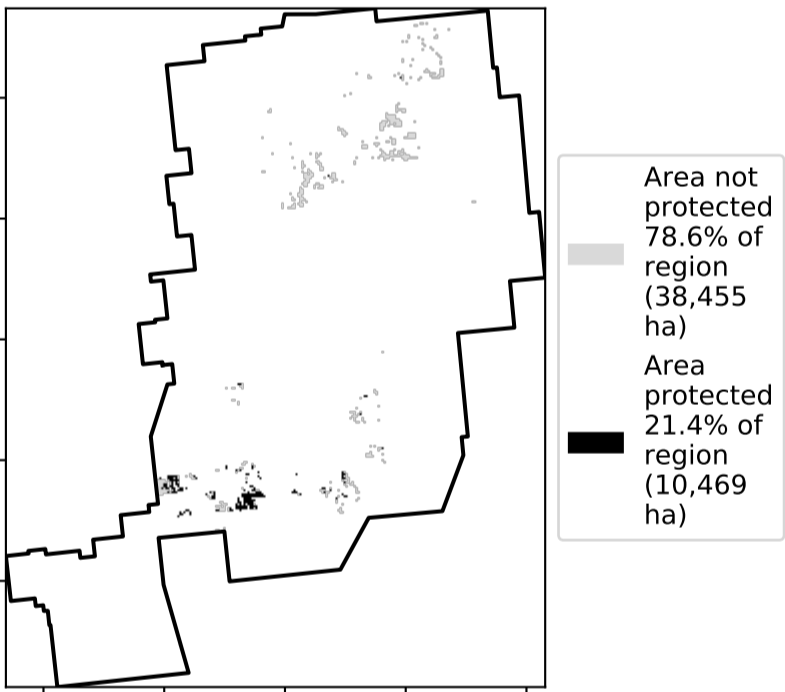 Area not
protected
78.6% of
region
(38,455
ha)
Area
protected
21.4% of
region
(10,469
ha)